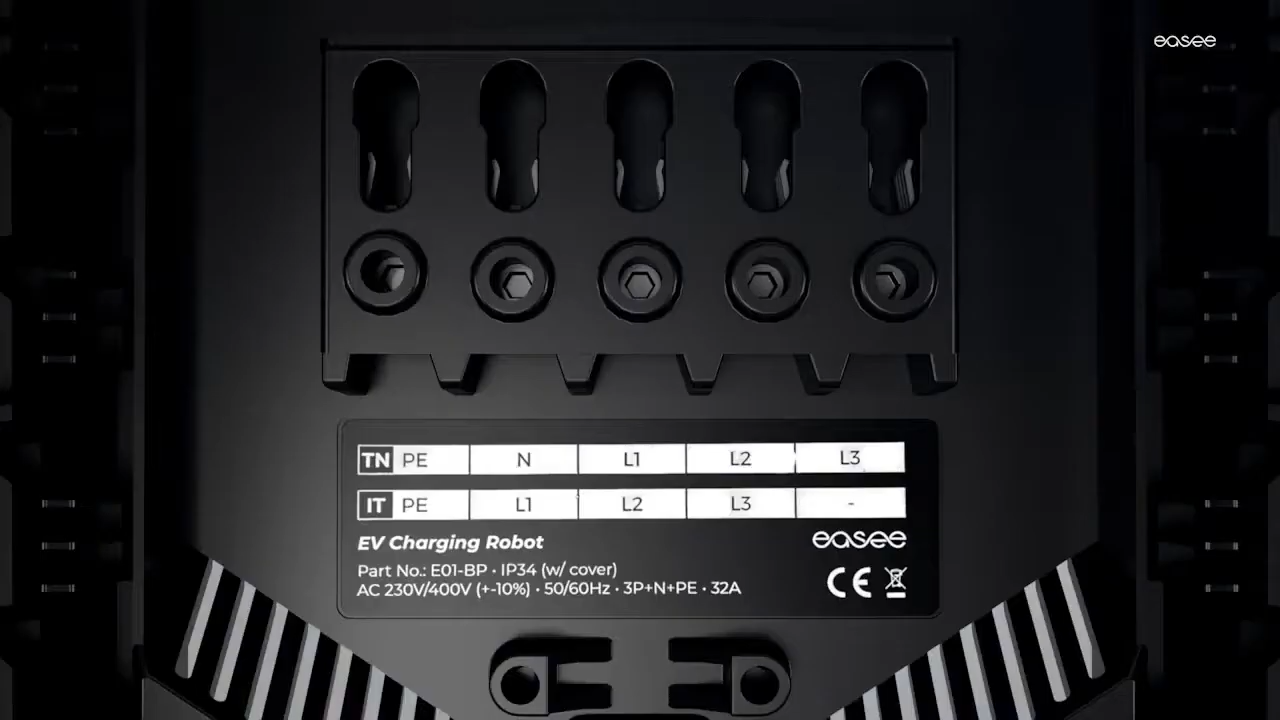 easee
TN PE N L1 L2 L3
IT PE L1 L2 L3 -
EV Charging Robot
easee
Part No.: E01-BP • IP34 (w/ cover)
AC 230V/400V (+-10%) • 50/60Hz • 3P+N+PE • 32A
CE